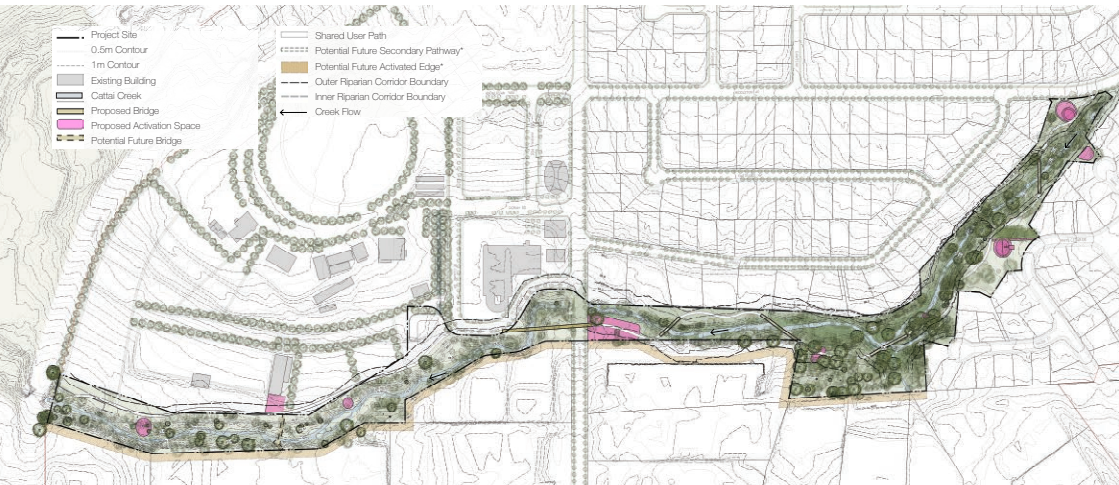 Project Site
0.5m Contour
1m Contour
Existing Building
Cattai Creek
Proposed Bridge
Proposed Activation Space
Potential Future Bridge
Shared User Path
Potential Future Secondary Pathway*
Potential Future Activated Edge*
Outer Riparian Corridor Boundary
Inner Riparian Corridor Boundary
Creek Flow